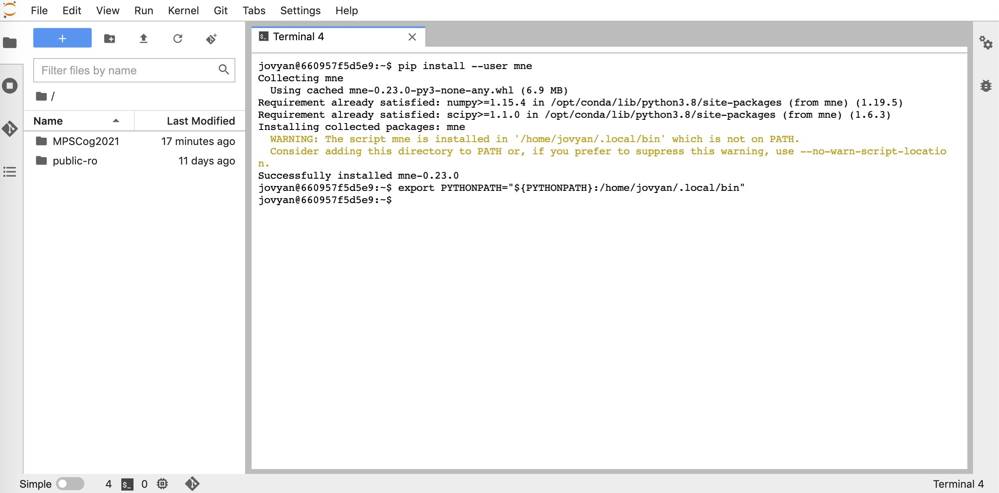 File Edit View Run Kernel Git Tabs Settings Help
+
Filter files by name
/
Name Last Modified
MPSCog2021 17 minutes ago
public-ro 11 days ago
$_ Terminal 4
jovyan@660957f5d5e9:~$ pip install --user mne
Collecting mne
  Using cached mne-0.23.0-py3-none-any.whl (6.9 MB)
Requirement already satisfied: numpy>=1.15.4 in /opt/conda/lib/python3.8/site-packages (from mne) (1.19.5)
Requirement already satisfied: scipy>=1.1.0 in /opt/conda/lib/python3.8/site-packages (from mne) (1.6.3)
Installing collected packages: mne
  WARNING: The script mne is installed in '/home/jovyan/.local/bin' which is not on PATH.
  Consider adding this directory to PATH or, if you prefer to suppress this warning, use --no-warn-script-locatio
n.
Successfully installed mne-0.23.0
jovyan@660957f5d5e9:~$ export PYTHONPATH="${PYTHONPATH}:/home/jovyan/.local/bin"
jovyan@660957f5d5e9:~$
Simple 4 $_ 0 Terminal 4